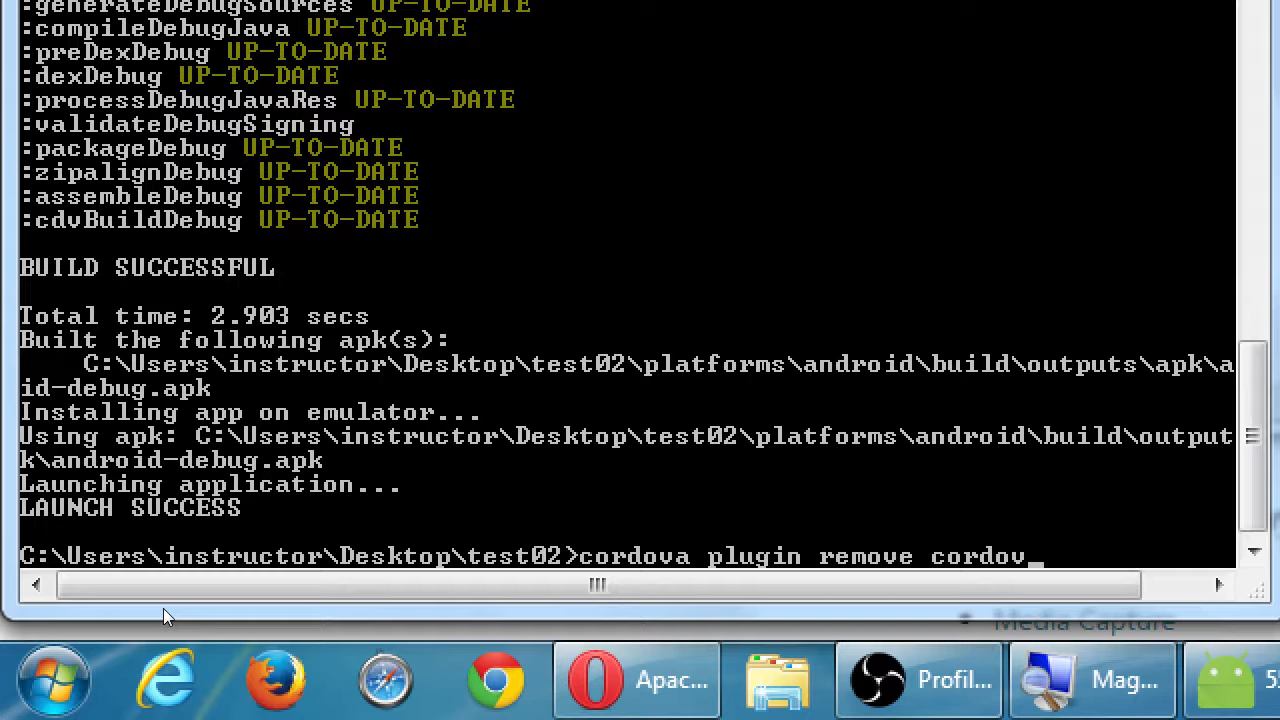 :generateDebugSources UP-TO-DATE
:compileDebugJava UP-TO-DATE
:preDexDebug UP-TO-DATE
:dexDebug UP-TO-DATE
:processDebugJavaRes UP-TO-DATE
:validateDebugSigning
:packageDebug UP-TO-DATE
:zipalignDebug UP-TO-DATE
:assembleDebug UP-TO-DATE
:cdvBuildDebug UP-TO-DATE
BUILD SUCCESSFUL
Total time: 2.903 secs
Built the following apk(s):
C:\Users\instructor\Desktop\test02\platforms\android\build\outputs\apk\a
id-debug.apk
Installing app on emulator...
Using apk: C:\Users\instructor\Desktop\test02\platforms\android\build\output
k\android-debug.apk
Launching application...
LAUNCH SUCCESS
C:\Users\instructor\Desktop\test02>cordova plugin remove cordov_
Media Capture
Apac... Profil... Mag... 5